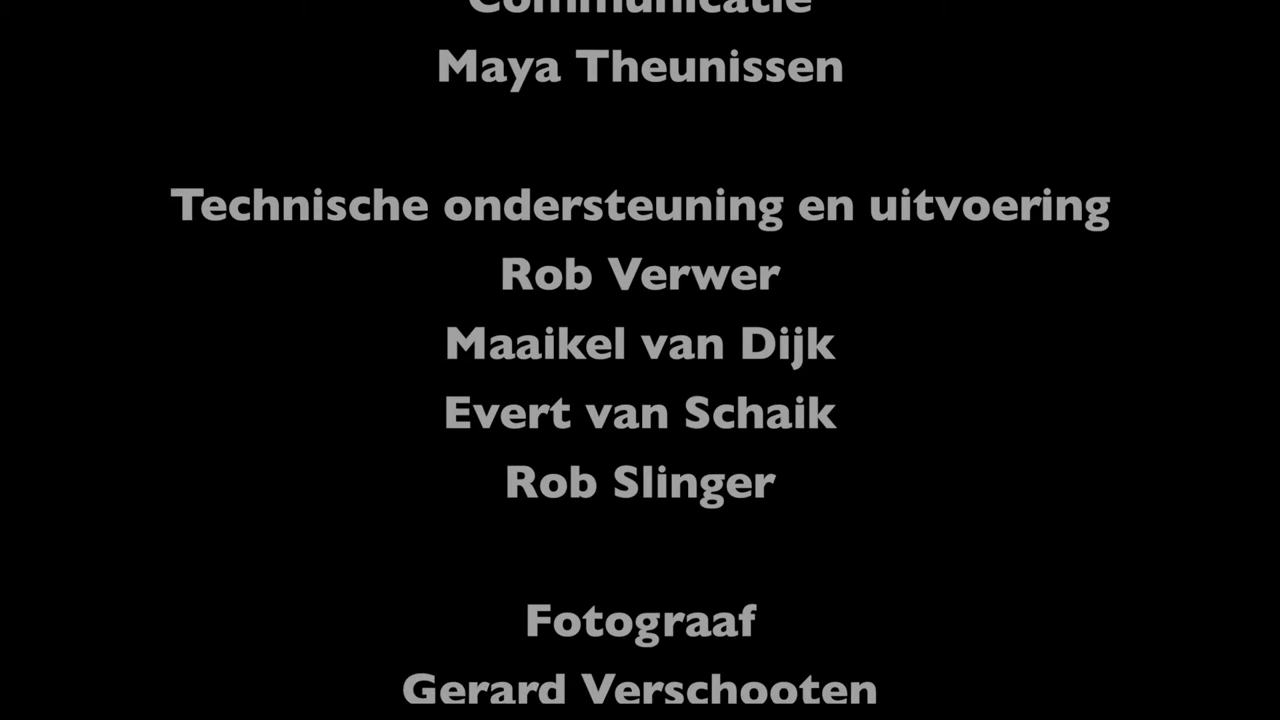 Communicatie
Maya Theunissen
Technische ondersteuning en uitvoering
Rob Verwer
Maaikel van Dijk
Evert van Schaik
Rob Slinger
Fotograaf
Gerard Verschooten